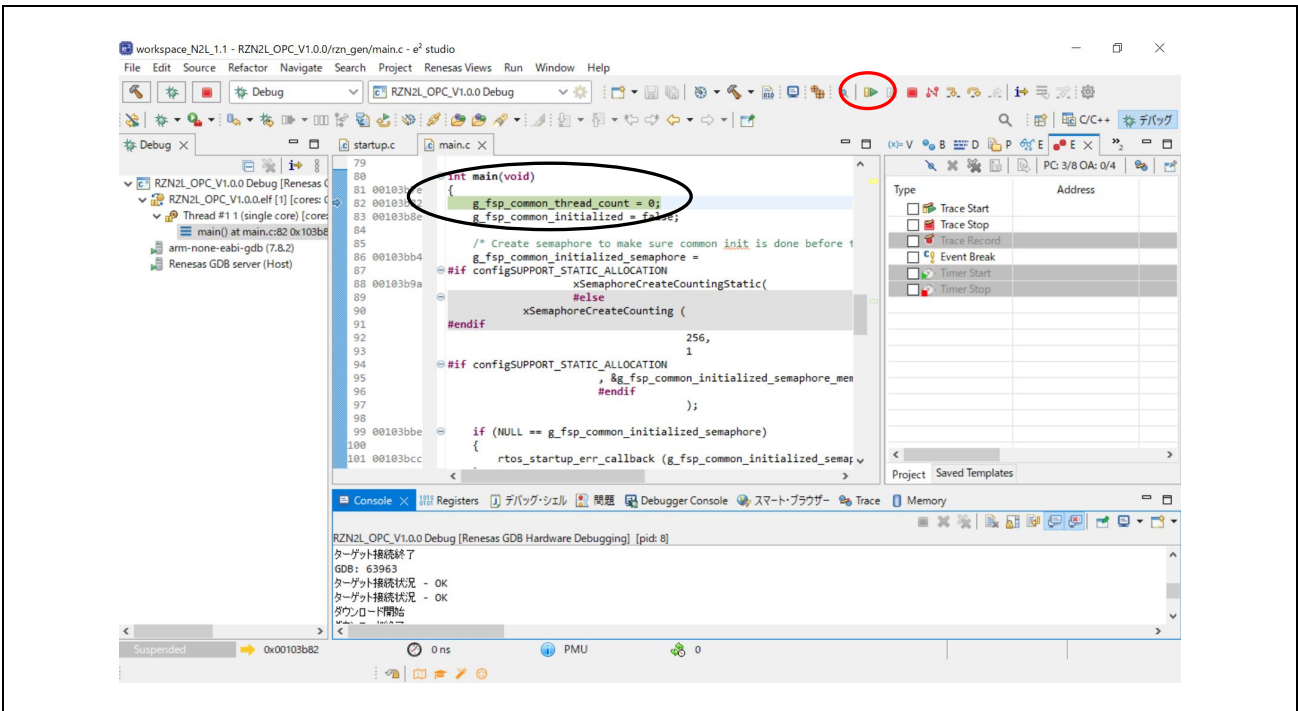 workspace_N2L_1.1 - RZN2L_OPC_V1.0.0/rzn_gen/main.c - e² studio
File Edit Source Refactor Navigate Search Project Renesas Views Run Window Help
Debug RZN2L_OPC_V1.0.0 Debug
C/C++ デバッグ
Debug startup.c main.c (x)= V B D P E E »2
79
80 int main(void)
81 00103b {
82 00103b82 g_fsp_common_thread_count = 0;
83 00103b8e g_fsp_common_initialized = false;
84
85 /* Create semaphore to make sure common init is done before t
86 00103bb4 g_fsp_common_initialized_semaphore =
87 #if configSUPPORT_STATIC_ALLOCATION
88 00103b9a xSemaphoreCreateCountingStatic(
89 #else
90 xSemaphoreCreateCounting (
91 #endif
92 256,
93 1
94 #if configSUPPORT_STATIC_ALLOCATION
95 , &g_fsp_common_initialized_semaphore_mem
96 #endif
97 );
98
99 00103bbe if (NULL == g_fsp_common_initialized_semaphore)
100 {
101 00103bcc rtos_startup_err_callback (g_fsp_common_initialized_semap
RZN2L_OPC_V1.0.0 Debug [Renesas G
RZN2L_OPC_V1.0.0.elf [1] [cores: 0
Thread #1 1 (single core) [core:
main() at main.c:82 0x103b8
arm-none-eabi-gdb (7.8.2)
Renesas GDB server (Host)
PC: 3/8 OA: 0/4
Type Address
Trace Start
Trace Stop
Trace Record
Event Break
Timer Start
Timer Stop
Project Saved Templates
Console Registers デバッグ・シェル 問題 Debugger Console スマート・ブラウザー Trace Memory
RZN2L_OPC_V1.0.0 Debug [Renesas GDB Hardware Debugging] [pid: 8]
ターゲット接続終了
GDB: 63963
ターゲット接続状況 - OK
ターゲット接続状況 - OK
ダウンロード開始
Suspended 0x00103b82 0 ns PMU 0